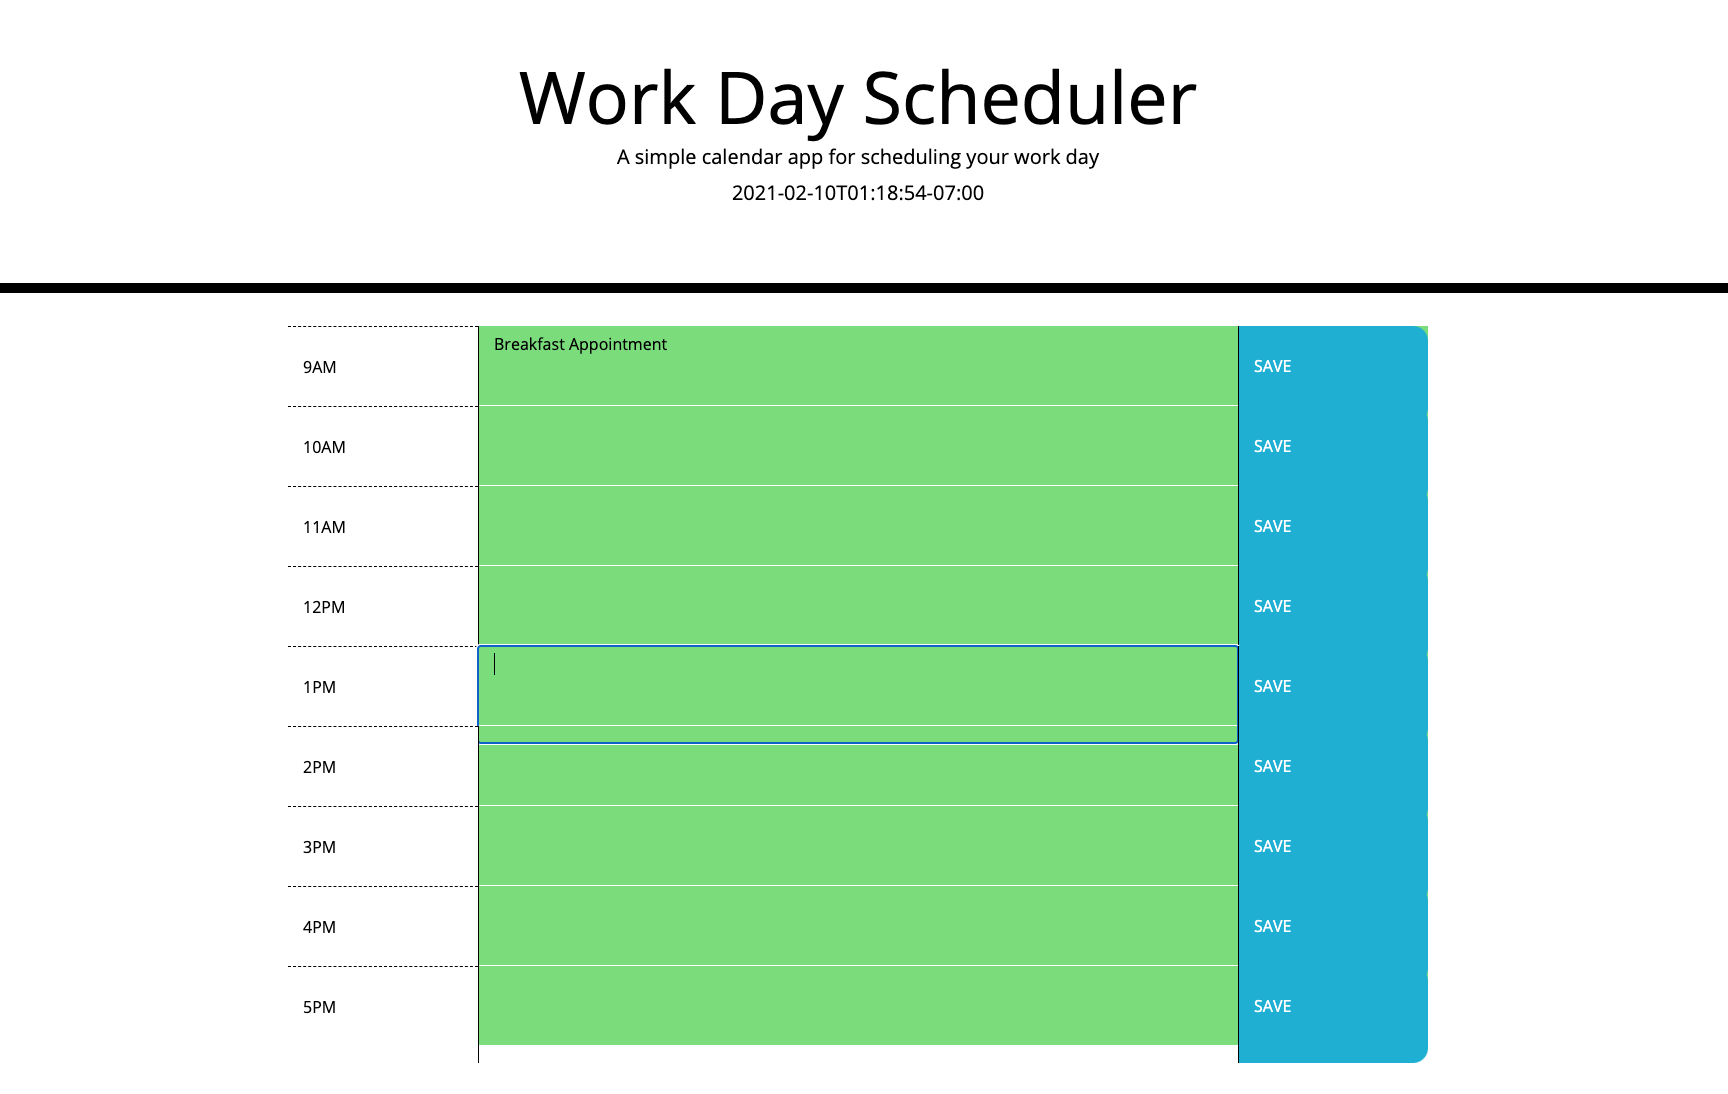 Work Day Scheduler
A simple calendar app for scheduling your work day
2021-02-10T01:18:54-07:00
9AM
Breakfast Appointment
SAVE
10AM
SAVE
11AM
SAVE
12PM
SAVE
1PM
SAVE
2PM
SAVE
3PM
SAVE
4PM
SAVE
5PM
SAVE